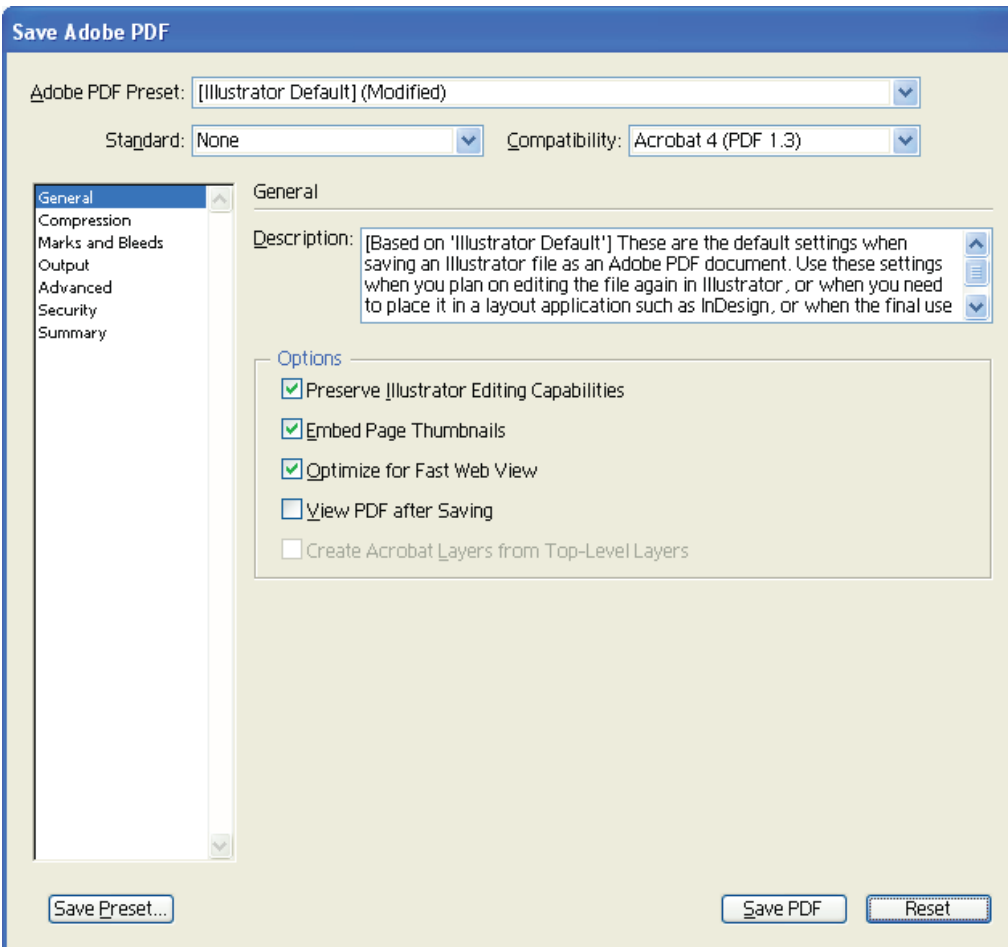 Save Adobe PDF
Adobe PDF Preset: [Illustrator Default] (Modified)
Standard: None Compatibility: Acrobat 4 (PDF 1.3)
General
Compression
Marks and Bleeds
Output
Advanced
Security
Summary
General
Description: [Based on 'Illustrator Default'] These are the default settings when
saving an Illustrator file as an Adobe PDF document. Use these settings
when you plan on editing the file again in Illustrator, or when you need
to place it in a layout application such as InDesign, or when the final use
Options
Preserve Illustrator Editing Capabilities
Embed Page Thumbnails
Optimize for Fast Web View
View PDF after Saving
Create Acrobat Layers from Top-Level Layers
Save Preset... Save PDF Reset